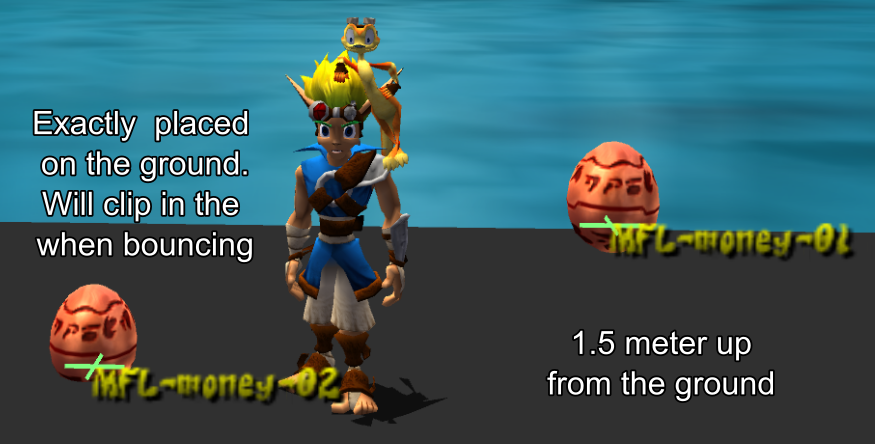 Exactly placed
on the ground.
Will clip in the
when bouncing
MFL-money-02
MFL-money-01
1.5 meter up
from the ground